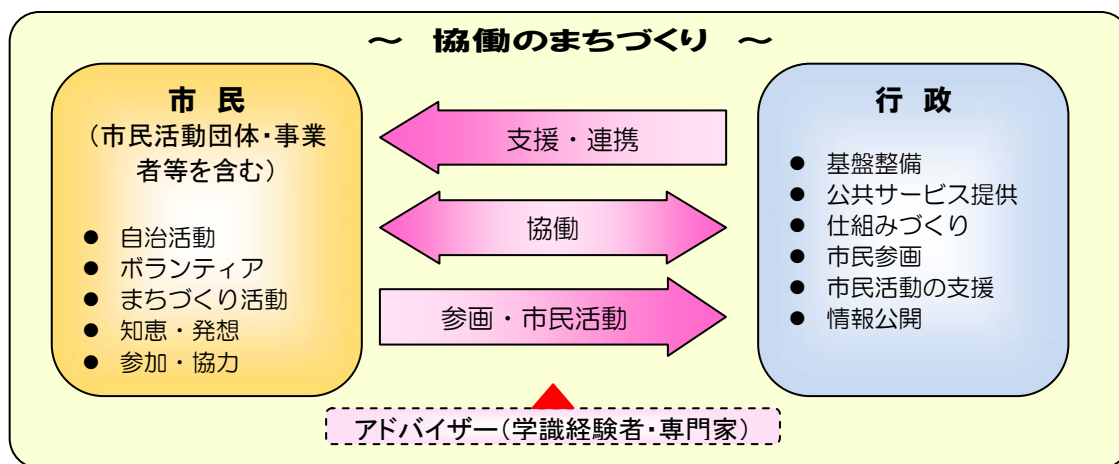 ～ 協働のまちづくり ～
市 民
（市民活動団体・事業
者等を含む）
● 自治活動
● ボランティア
● まちづくり活動
● 知恵・発想
● 参加・協力
支援・連携
協働
参画・市民活動
行 政
● 基盤整備
● 公共サービス提供
● 仕組みづくり
● 市民参画
● 市民活動の支援
● 情報公開
アドバイザー（学識経験者・専門家）